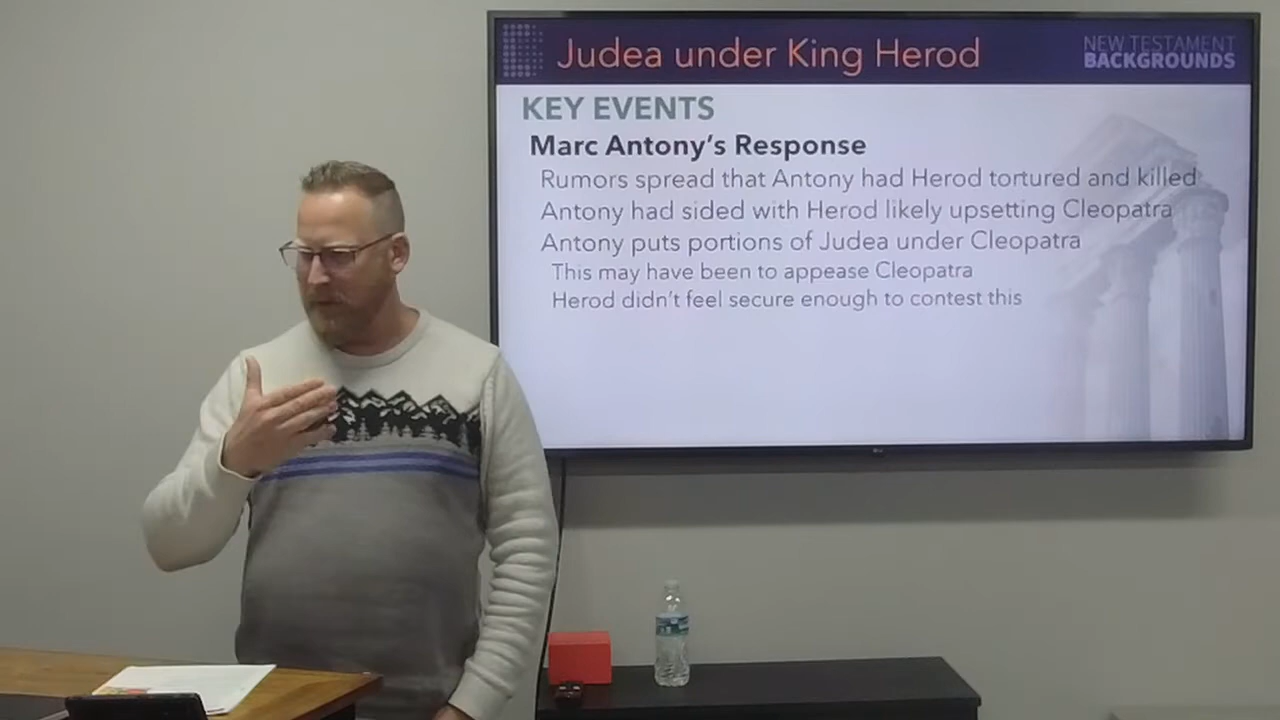 Judea under King Herod
NEW TESTAMENT
BACKGROUNDS
KEY EVENTS
Marc Antony's Response
Rumors spread that Antony had Herod tortured and killed
Antony had sided with Herod likely upsetting Cleopatra
Antony puts portions of Judea under Cleopatra
This may have been to appease Cleopatra
Herod didn't feel secure enough to contest this